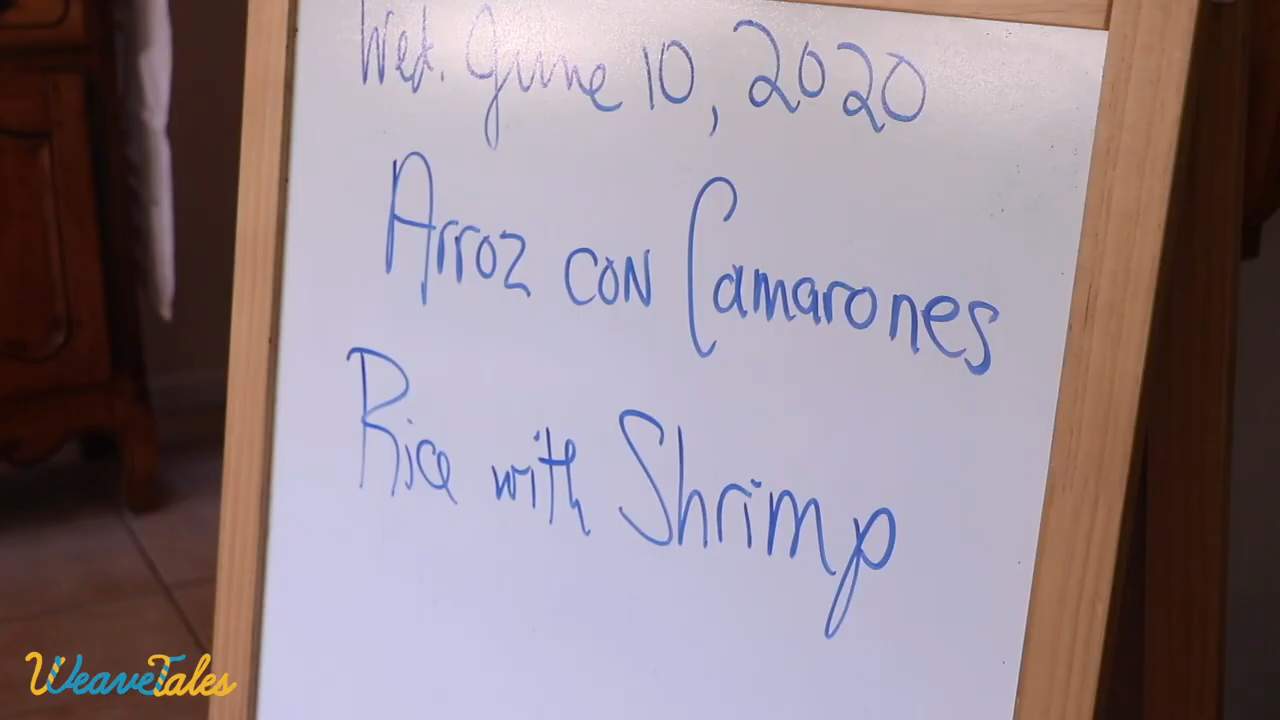 Wed. June 10, 2020
Arroz con Camarones
Rice with Shrimp
WeaveTales